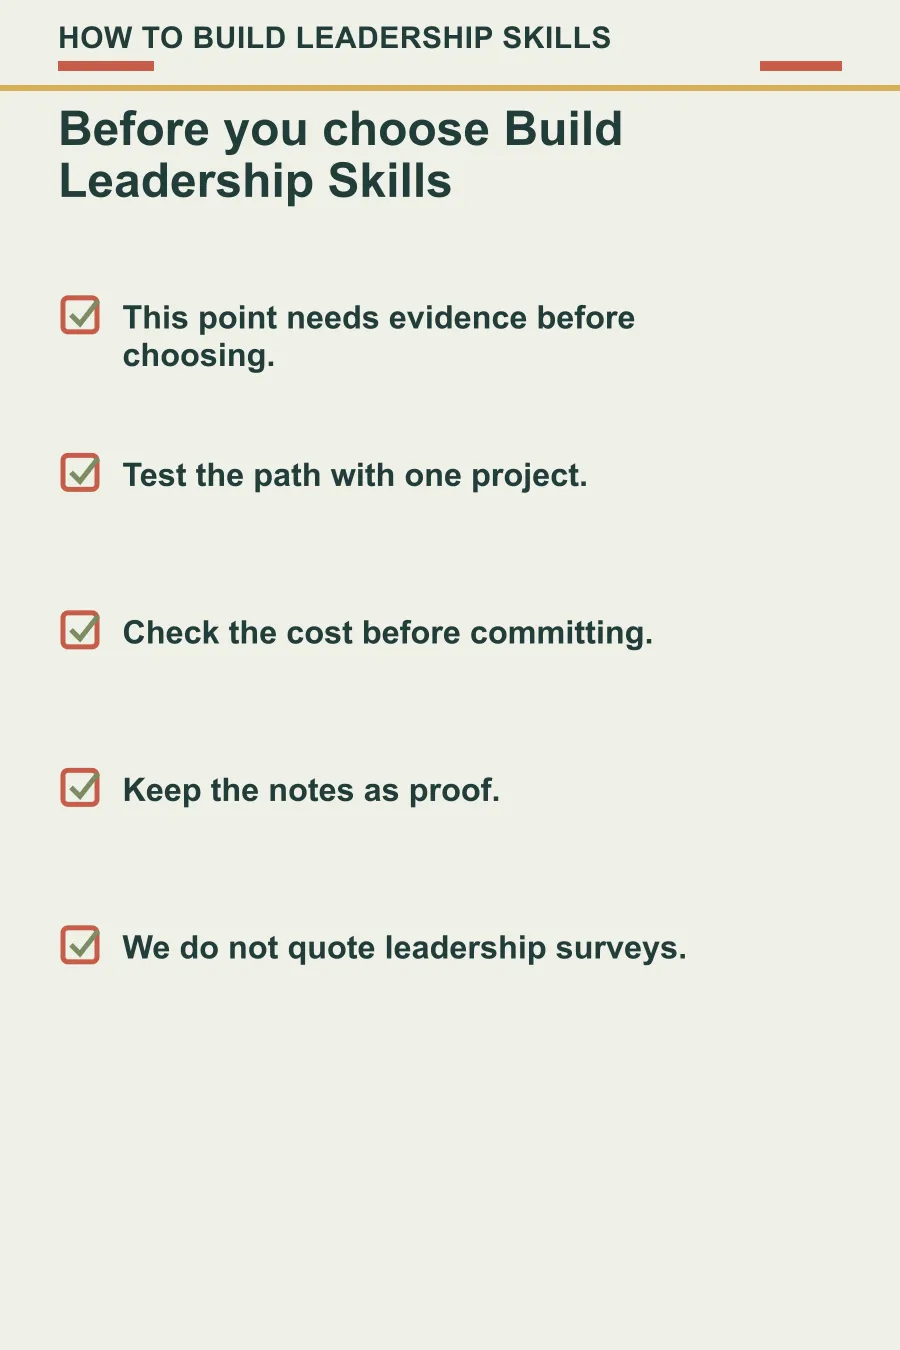 HOW TO BUILD LEADERSHIP SKILLS
Before you choose Build
Leadership Skills
This point needs evidence before
choosing.
Test the path with one project.
Check the cost before committing.
Keep the notes as proof.
We do not quote leadership surveys.